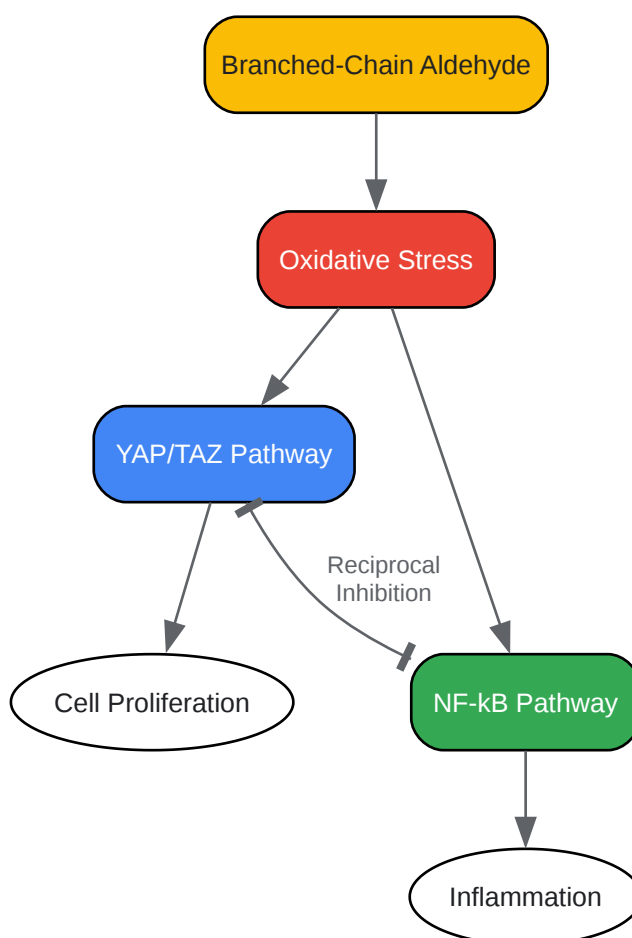 Branched-Chain Aldehyde
Oxidative Stress
YAP/TAZ Pathway
Reciprocal
Inhibition
Cell Proliferation
NF-kB Pathway
Inflammation